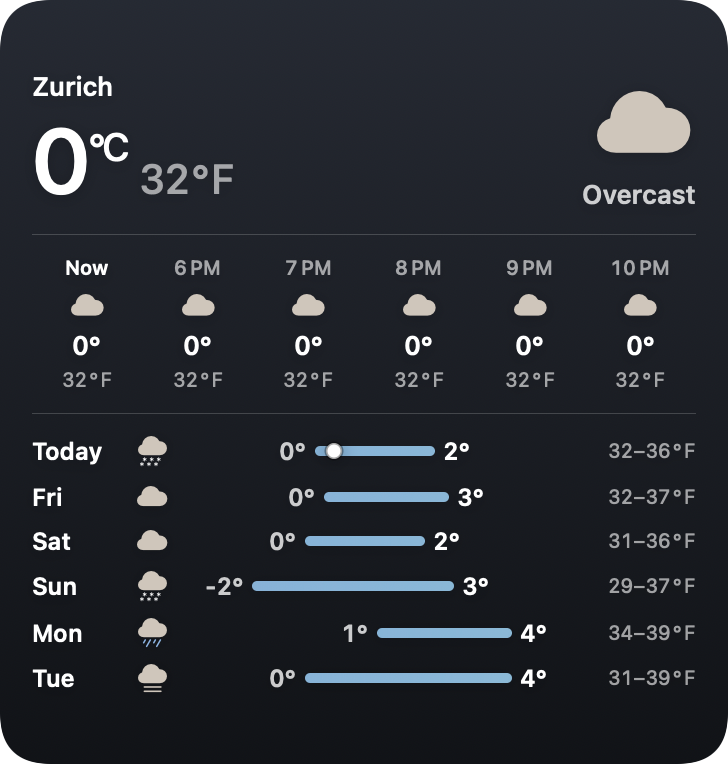 Zurich
0°C 32°F
Overcast
Now 6 PM 7 PM 8 PM 9 PM 10 PM
0° 0° 0° 0° 0° 0°
32°F 32°F 32°F 32°F 32°F 32°F
Today 0° 2° 32–36°F
Fri 0° 3° 32–37°F
Sat 0° 2° 31–36°F
Sun -2° 3° 29–37°F
Mon 1° 4° 34–39°F
Tue 0° 4° 31–39°F